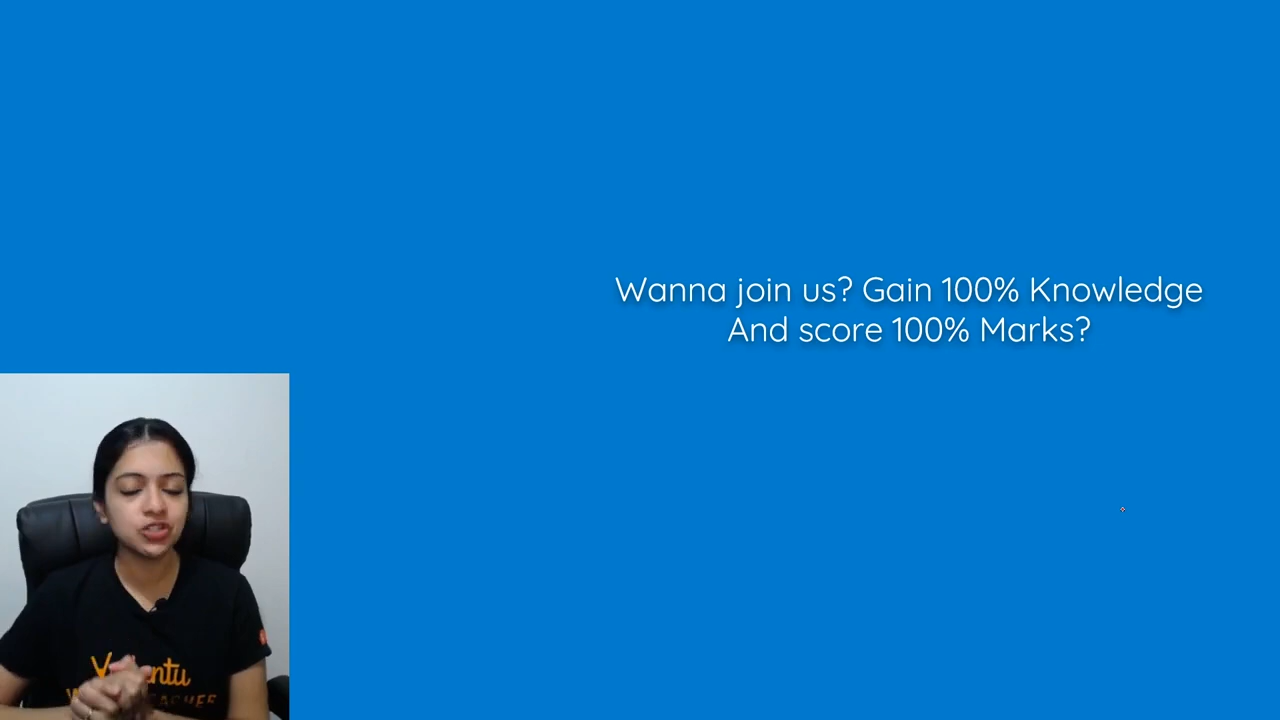 Wanna join us? Gain 100% Knowledge
And score 100% Marks?